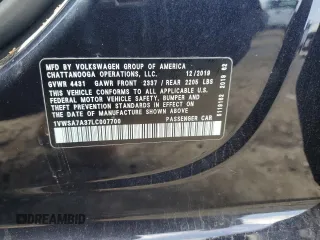 MFD BY VOLKSWAGEN GROUP OF AMERICA
CHATTANOOGA OPERATIONS, LLC. 12/2019
GVWR 4431 GAWR FRONT 2337 / REAR 2205 LBS
THIS VEHICLE CONFORMS TO ALL APPLICABLE U.S.
FEDERAL MOTOR VEHICLE SAFETY, BUMPER AND
THEFT PREVENTION STANDARDS IN EFFECT ON THE
DATE OF MANUFACTURE SHOWN ABOVE.
1VWSA7A37LC007700 PASSENGER CAR
DREAMBID